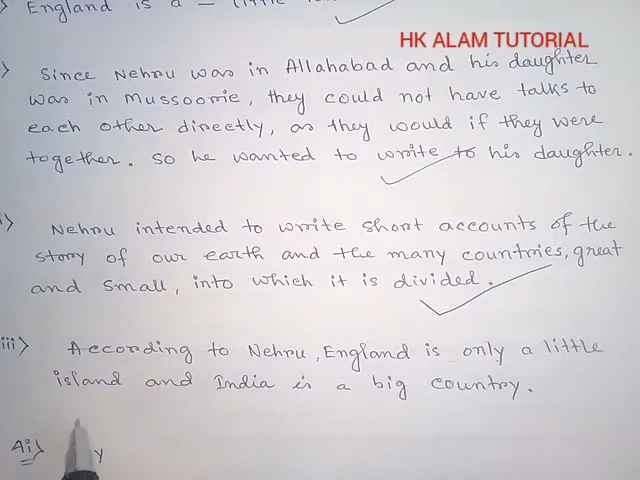 England is a – little
HK ALAM TUTORIAL
Since Nehru was in Allahabad and his daughter
was in Mussoorie, they could not have talks to
each other directly, as they would if they were
together. So he wanted to write to his daughter.
Nehru intended to write short accounts of the
story of our earth and the many countries, great
and small, into which it is divided.
iii) According to Nehru, England is only a little
island and India is a big country.
Ai) y